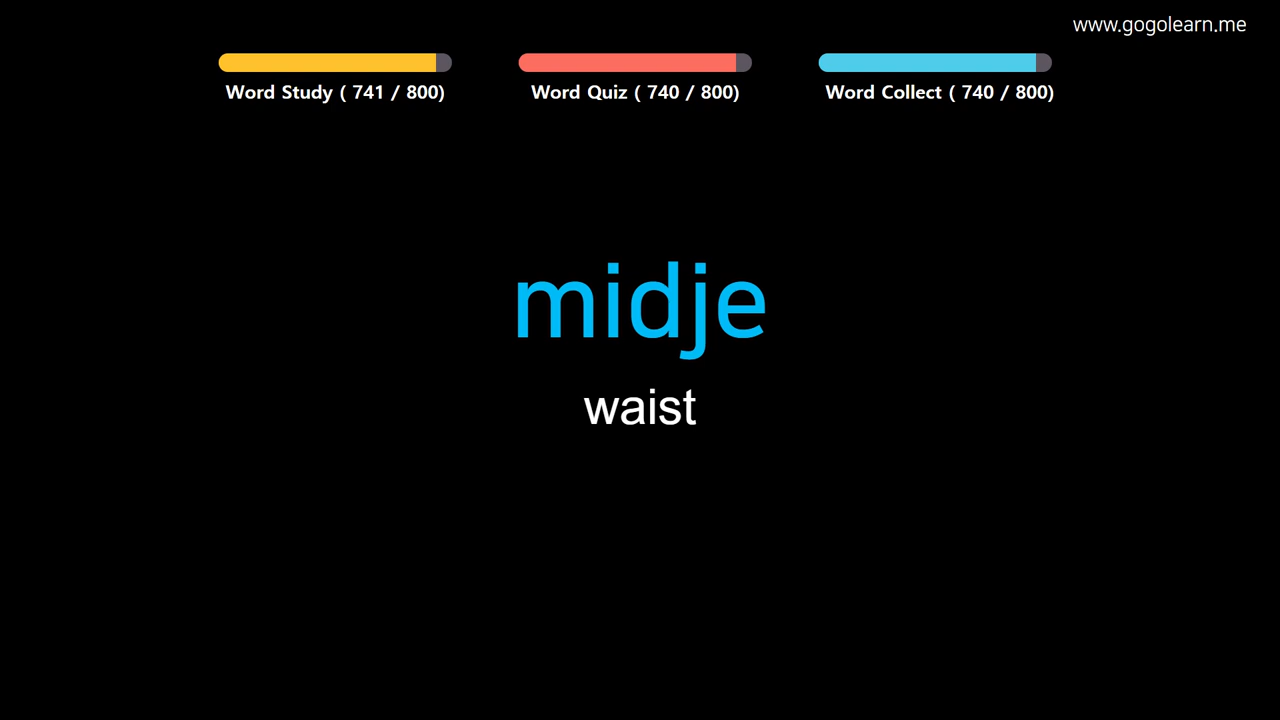 www.gogolearn.me
Word Study ( 741 / 800)
Word Quiz ( 740 / 800)
Word Collect ( 740 / 800)
midje
waist